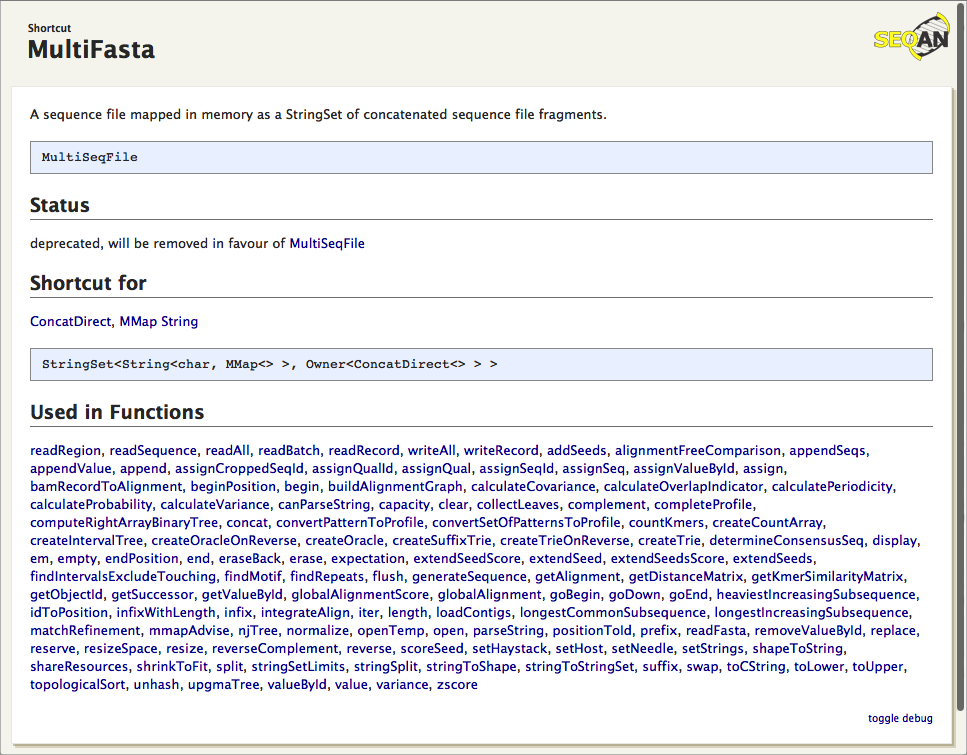 Shortcut
MultiFasta
SEQAN
A sequence file mapped in memory as a StringSet of concatenated sequence file fragments.
MultiSeqFile
Status
deprecated, will be removed in favour of MultiSeqFile
Shortcut for
ConcatDirect, MMap String
StringSet<String<char, MMap<> >, Owner<ConcatDirect<> > >
Used in Functions
readRegion, readSequence, readAll, readBatch, readRecord, writeAll, writeRecord, addSeeds, alignmentFreeComparison, appendSeqs,
appendValue, append, assignCroppedSeqId, assignQualId, assignQual, assignSeqId, assignSeq, assignValueById, assign,
bamRecordToAlignment, beginPosition, begin, buildAlignmentGraph, calculateCovariance, calculateOverlapIndicator, calculatePeriodicity,
calculateProbability, calculateVariance, canParseString, capacity, clear, collectLeaves, complement, completeProfile,
computeRightArrayBinaryTree, concat, convertPatternToProfile, convertSetOfPatternsToProfile, countKmers, createCountArray,
createIntervalTree, createOracleOnReverse, createOracle, createSuffixTrie, createTrieOnReverse, createTrie, determineConsensusSeq, display,
em, empty, endPosition, end, eraseBack, erase, expectation, extendSeedScore, extendSeed, extendSeedsScore, extendSeeds,
findIntervalsExcludeTouching, findMotif, findRepeats, flush, generateSequence, getAlignment, getDistanceMatrix, getKmerSimilarityMatrix,
getObjectId, getSuccessor, getValueById, globalAlignmentScore, globalAlignment, goBegin, goDown, goEnd, heaviestIncreasingSubsequence,
idToPosition, infixWithLength, infix, integrateAlign, iter, length, loadContigs, longestCommonSubsequence, longestIncreasingSubsequence,
matchRefinement, mmapAdvise, njTree, normalize, openTemp, open, parseString, positionToId, prefix, readFasta, removeValueById, replace,
reserve, resizeSpace, resize, reverseComplement, reverse, scoreSeed, setHaystack, setHost, setNeedle, setStrings, shapeToString,
shareResources, shrinkToFit, split, stringSetLimits, stringSplit, stringToShape, stringToStringSet, suffix, swap, toCString, toLower, toUpper,
topologicalSort, unhash, upgmaTree, valueById, value, variance, zscore
toggle debug